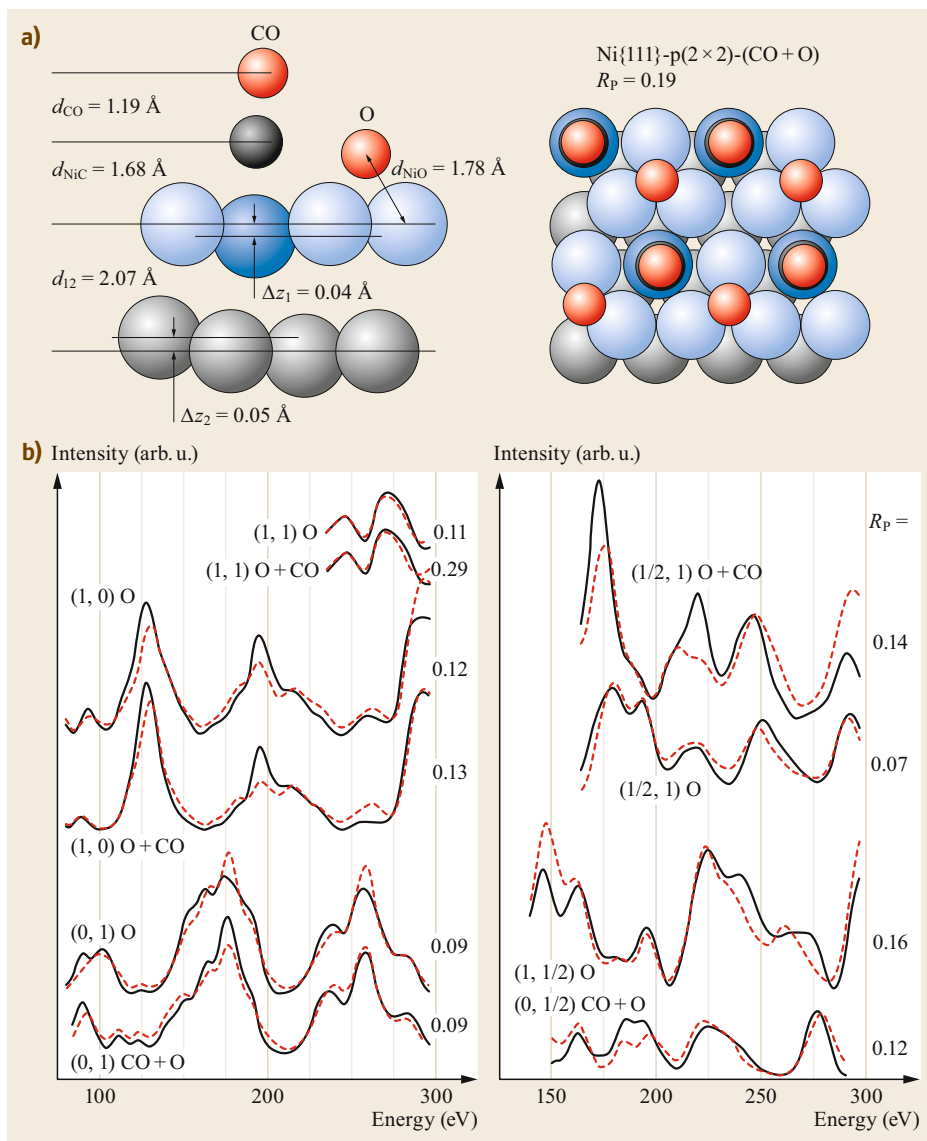 a)
CO
d_CO = 1.19 Å
O
d_NiC = 1.68 Å
d_NiO = 1.78 Å
d_12 = 2.07 Å
Δz_1 = 0.04 Å
Δz_2 = 0.05 Å
Ni{111}-p(2 × 2)-(CO + O)
R_P = 0.19
b)
Intensity (arb. u.)
(1, 1) O
0.11
(1, 1) O + CO
0.29
(1, 0) O
0.12
0.13
(1, 0) O + CO
(0, 1) O
0.09
0.09
(0, 1) CO + O
100 200 300
Energy (eV)
Intensity (arb. u.)
R_P =
(1/2, 1) O + CO
0.14
0.07
(1/2, 1) O
0.16
(1, 1/2) O
(0, 1/2) CO + O
0.12
150 200 250 300
Energy (eV)